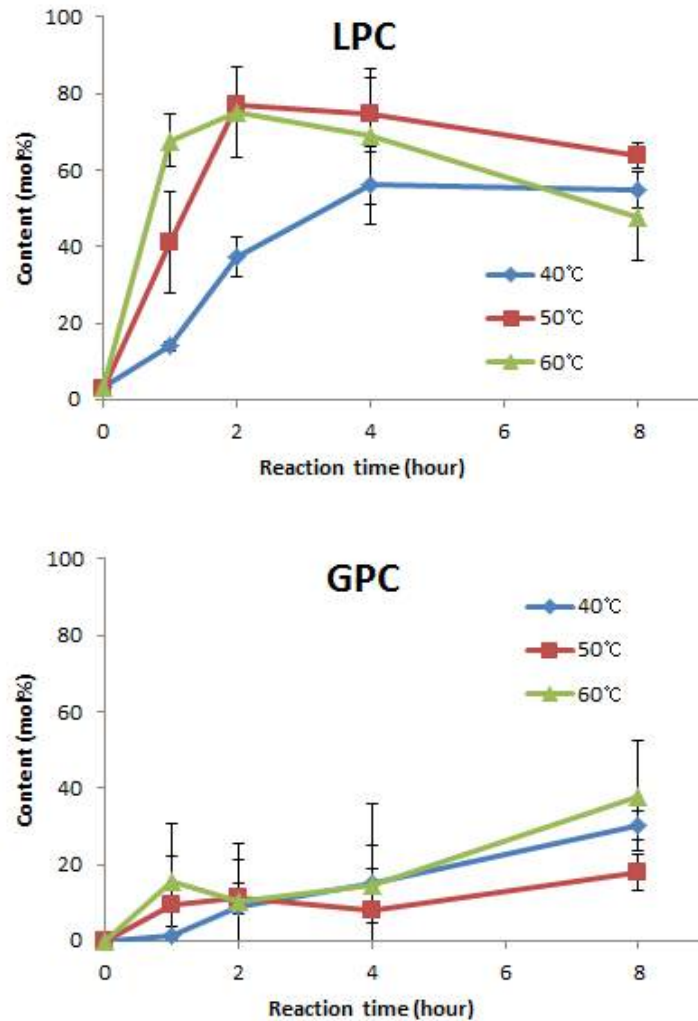 LPC
100
80
60
40
20
0
Content (mol%)
40°C
50°C
60°C
0 2 4 6 8
Reaction time (hour)
GPC
100
80
60
40
20
0
Content (mol%)
40°C
50°C
60°C
0 2 4 6 8
Reaction time (hour)